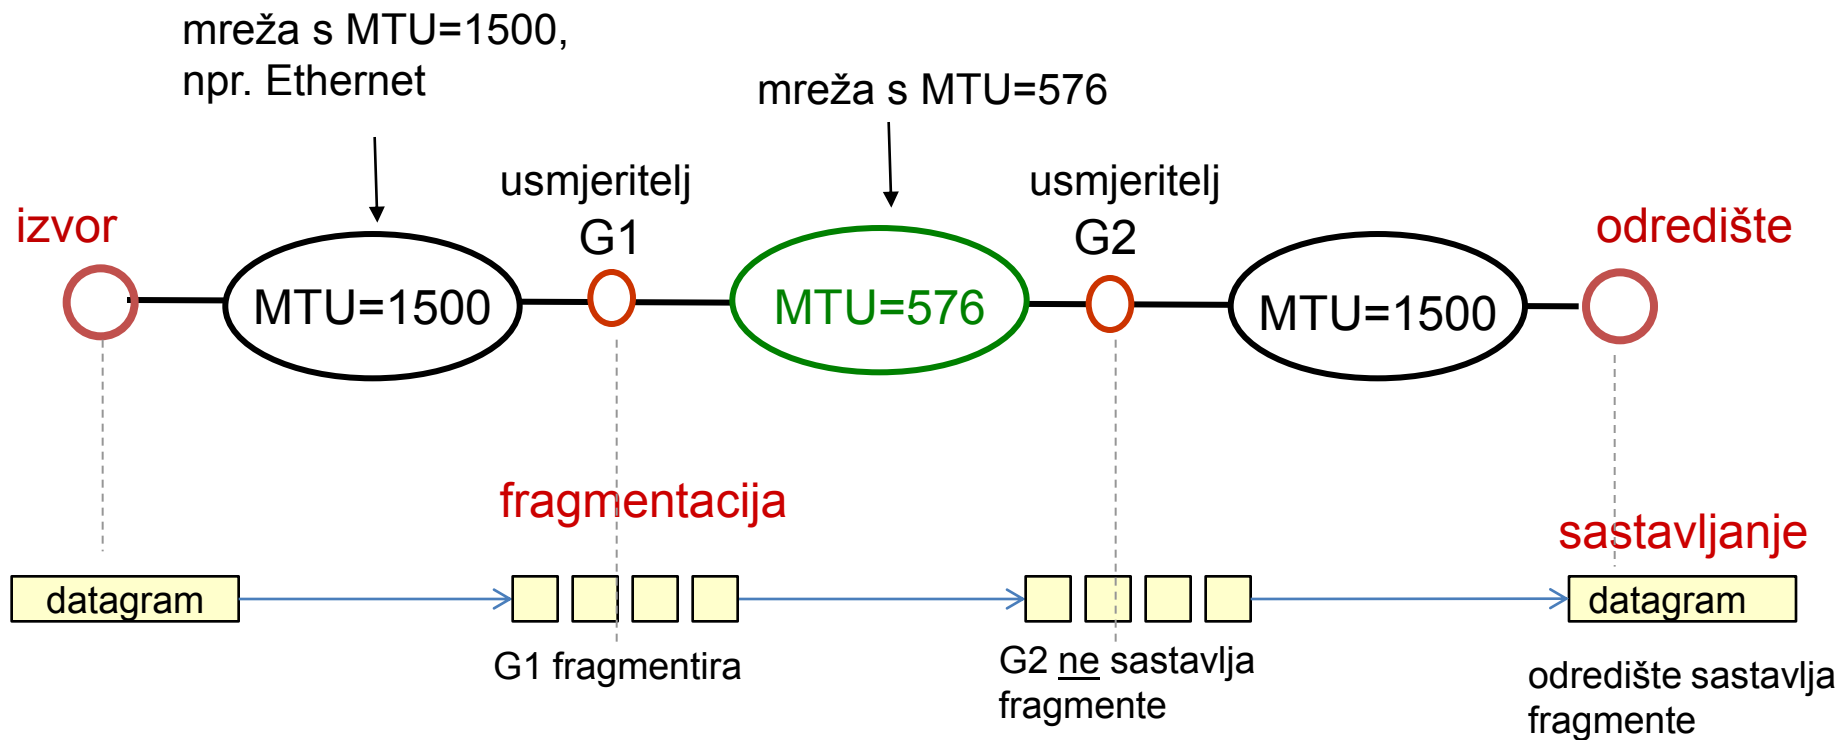 mreža s MTU=1500,
npr. Ethernet
mreža s MTU=576
usmjeritelj
G1
usmjeritelj
G2
izvor
odredište
MTU=1500
MTU=576
MTU=1500
fragmentacija
sastavljanje
datagram
datagram
G1 fragmentira
G2 ne sastavlja
fragmente
odredište sastavlja
fragmente